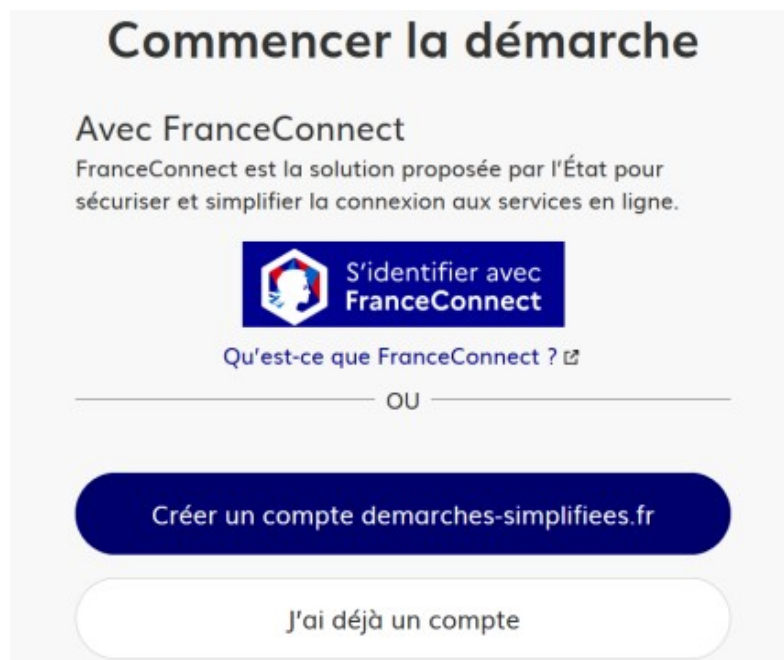 Commencer la démarche
Avec FranceConnect
FranceConnect est la solution proposée par l'État pour
sécuriser et simplifier la connexion aux services en ligne.
S'identifier avec
FranceConnect
Qu'est-ce que FranceConnect ?
OU
Créer un compte demarches-simplifiees.fr
J'ai déjà un compte